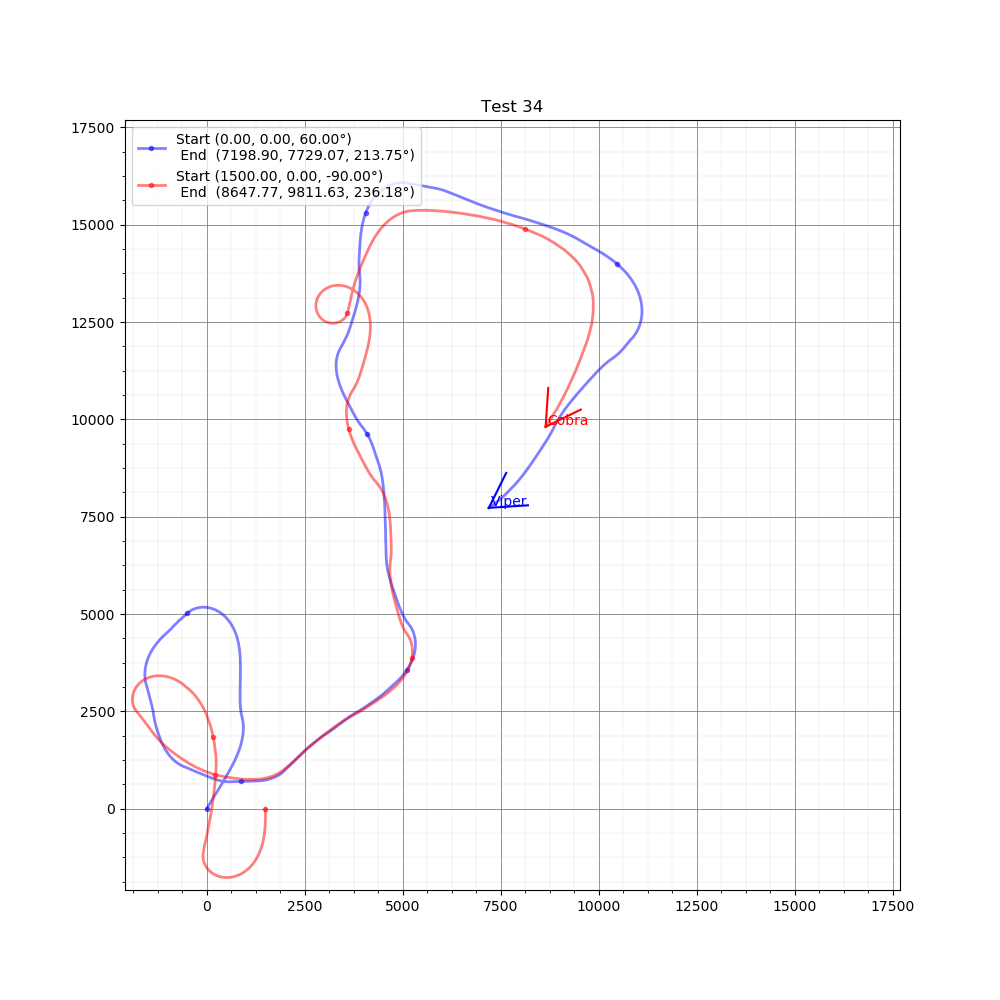 Test 34
Start (0.00, 0.00, 60.00°)
End (7198.90, 7729.07, 213.75°)
Start (1500.00, 0.00, -90.00°)
End (8647.77, 9811.63, 236.18°)
17500
15000
12500
10000
7500
5000
2500
0
Cobra
Viper
0 2500 5000 7500 10000 12500 15000 17500